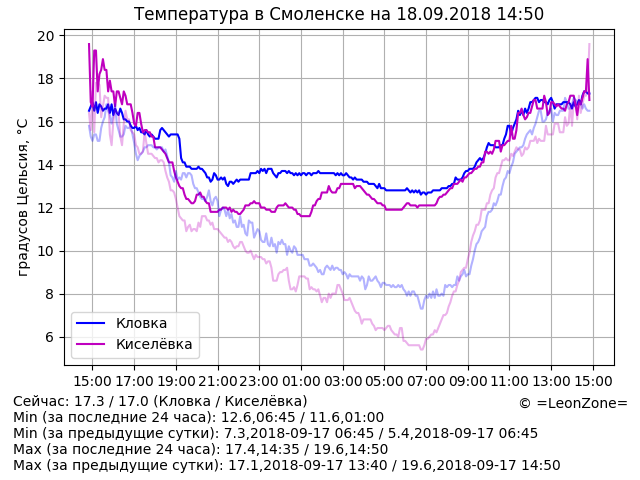 Температура в Смоленске на 18.09.2018 14:50
градусов Цельсия, °C
20
18
16
14
12
10
8
6
Кловка
Киселёвка
15:00 17:00 19:00 21:00 23:00 01:00 03:00 05:00 07:00 09:00 11:00 13:00 15:00
Сейчас: 17.3 / 17.0 (Кловка / Киселёвка)
© =LeonZone=
Min (за последние 24 часа): 12.6,06:45 / 11.6,01:00
Min (за предыдущие сутки): 7.3,2018-09-17 06:45 / 5.4,2018-09-17 06:45
Max (за последние 24 часа): 17.4,14:35 / 19.6,14:50
Max (за предыдущие сутки): 17.1,2018-09-17 13:40 / 19.6,2018-09-17 14:50